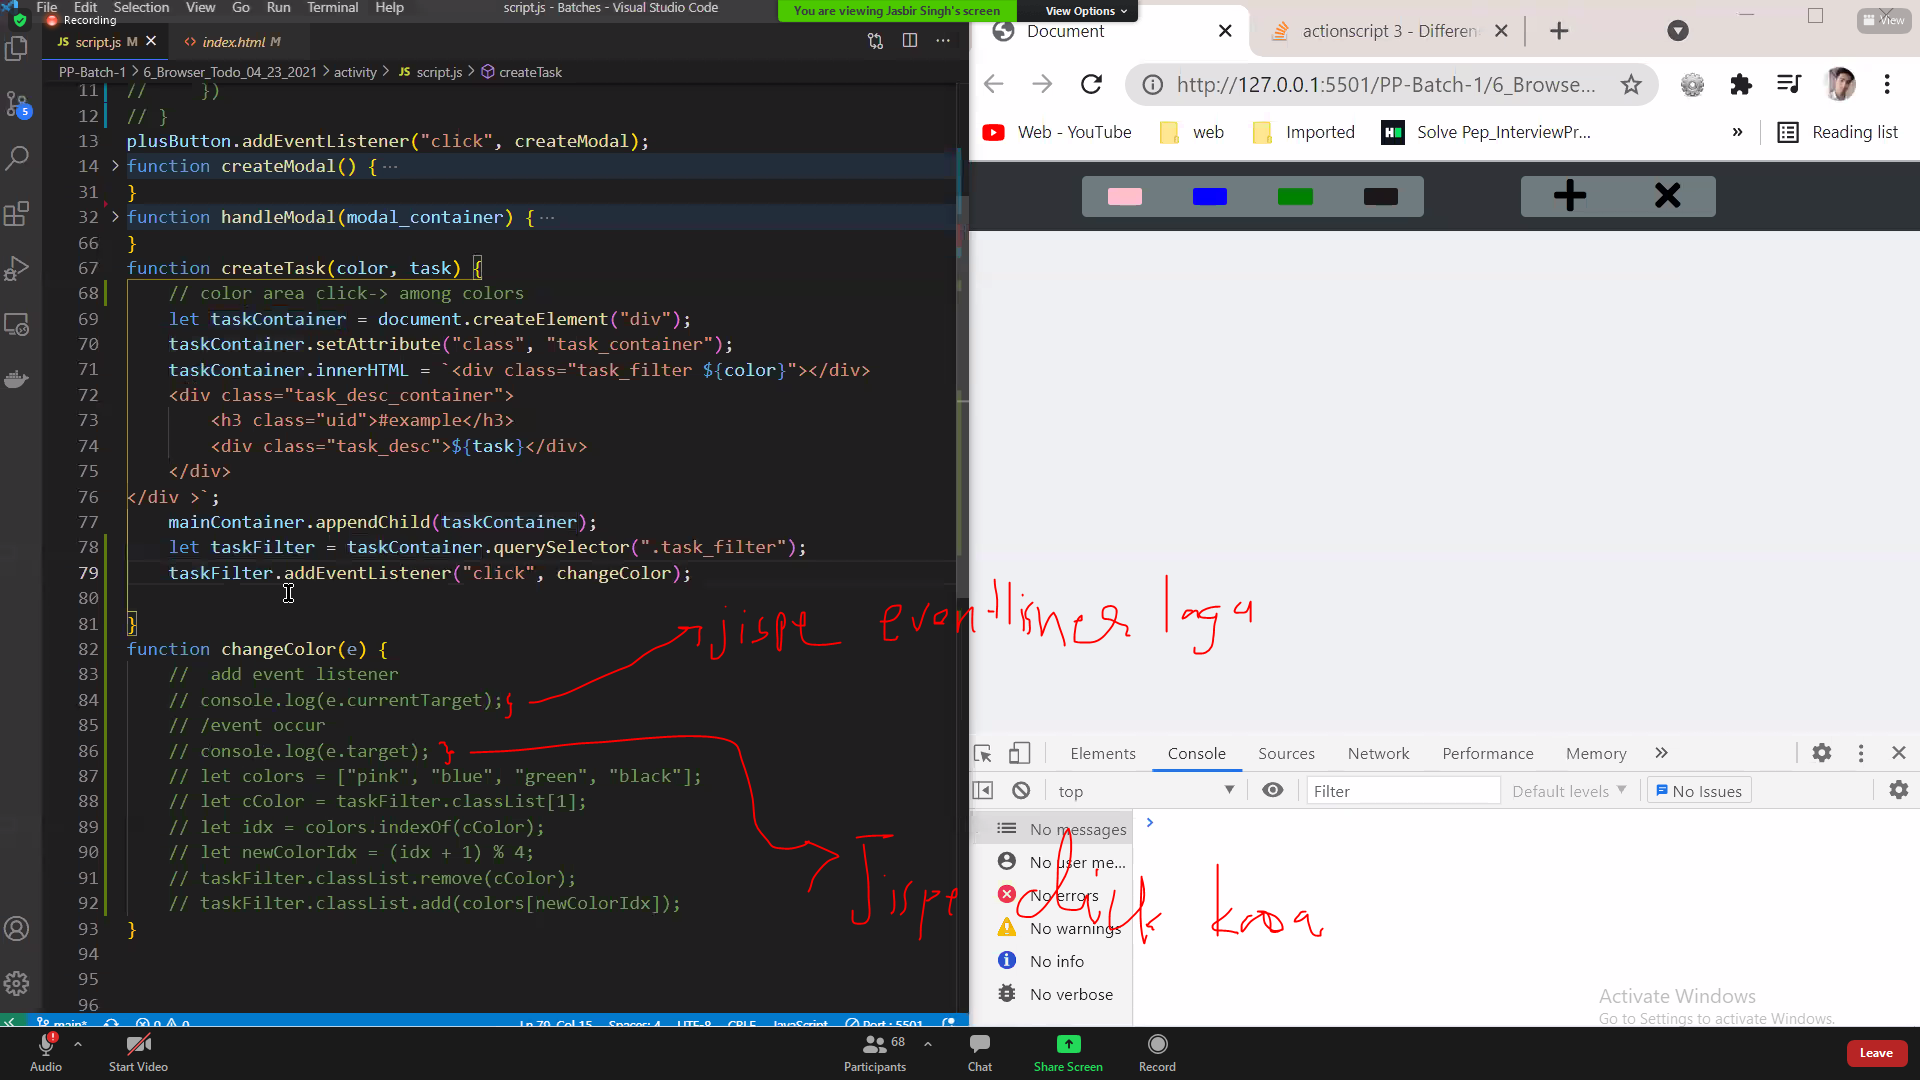 File Edit Selection View Go Run Terminal Help
script.js - Batches - Visual Studio Code
You are viewing Jasbir Singh's screen
View Options
Recording
View
JS script.js M
<> index.html M
PP-Batch-1 > 6_Browser_Todo_04_23_2021 > activity > JS script.js > createTask
5
11 //     })
12 // }
13 plusButton.addEventListener("click", createModal);
14 function createModal() { ...
31 }
32 function handleModal(modal_container) { ...
66 }
67 function createTask(color, task) {
68     // color area click-> among colors
69     let taskContainer = document.createElement("div");
70     taskContainer.setAttribute("class", "task_container");
71     taskContainer.innerHTML = `<div class="task_filter ${color}"></div>
72     <div class="task_desc_container">
73         <h3 class="uid">#example</h3>
74         <div class="task_desc">${task}</div>
75     </div>
76 </div >`;
77     mainContainer.appendChild(taskContainer);
78     let taskFilter = taskContainer.querySelector(".task_filter");
79     taskFilter.addEventListener("click", changeColor);
80
81 }
82 function changeColor(e) {
83     //  add event listener
84     // console.log(e.currentTarget);
85     // /event occur
86     // console.log(e.target);
87     // let colors = ["pink", "blue", "green", "black"];
88     // let cColor = taskFilter.classList[1];
89     // let idx = colors.indexOf(cColor);
90     // let newColorIdx = (idx + 1) % 4;
91     // taskFilter.classList.remove(cColor);
92     // taskFilter.classList.add(colors[newColorIdx]);
93 }
94
95
96
jispe
Jispe click
main*
0 0
Ln 79, Col 15 Spaces: 4 UTF-8 CRLF JavaScript Port : 5501
Document
actionscript 3 - Differen
http://127.0.0.1:5501/PP-Batch-1/6_Browse...
Web - YouTube
web
Imported
Solve Pep_InterviewPr...
»
Reading list
Elements Console Sources Network Performance Memory »
top
Filter
Default levels
No Issues
No messages
No user me...
No errors
No warnings
No info
No verbose
Activate Windows
Go to Settings to activate Windows.
Audio
Start Video
68
Participants
Chat
Share Screen
Record
Leave